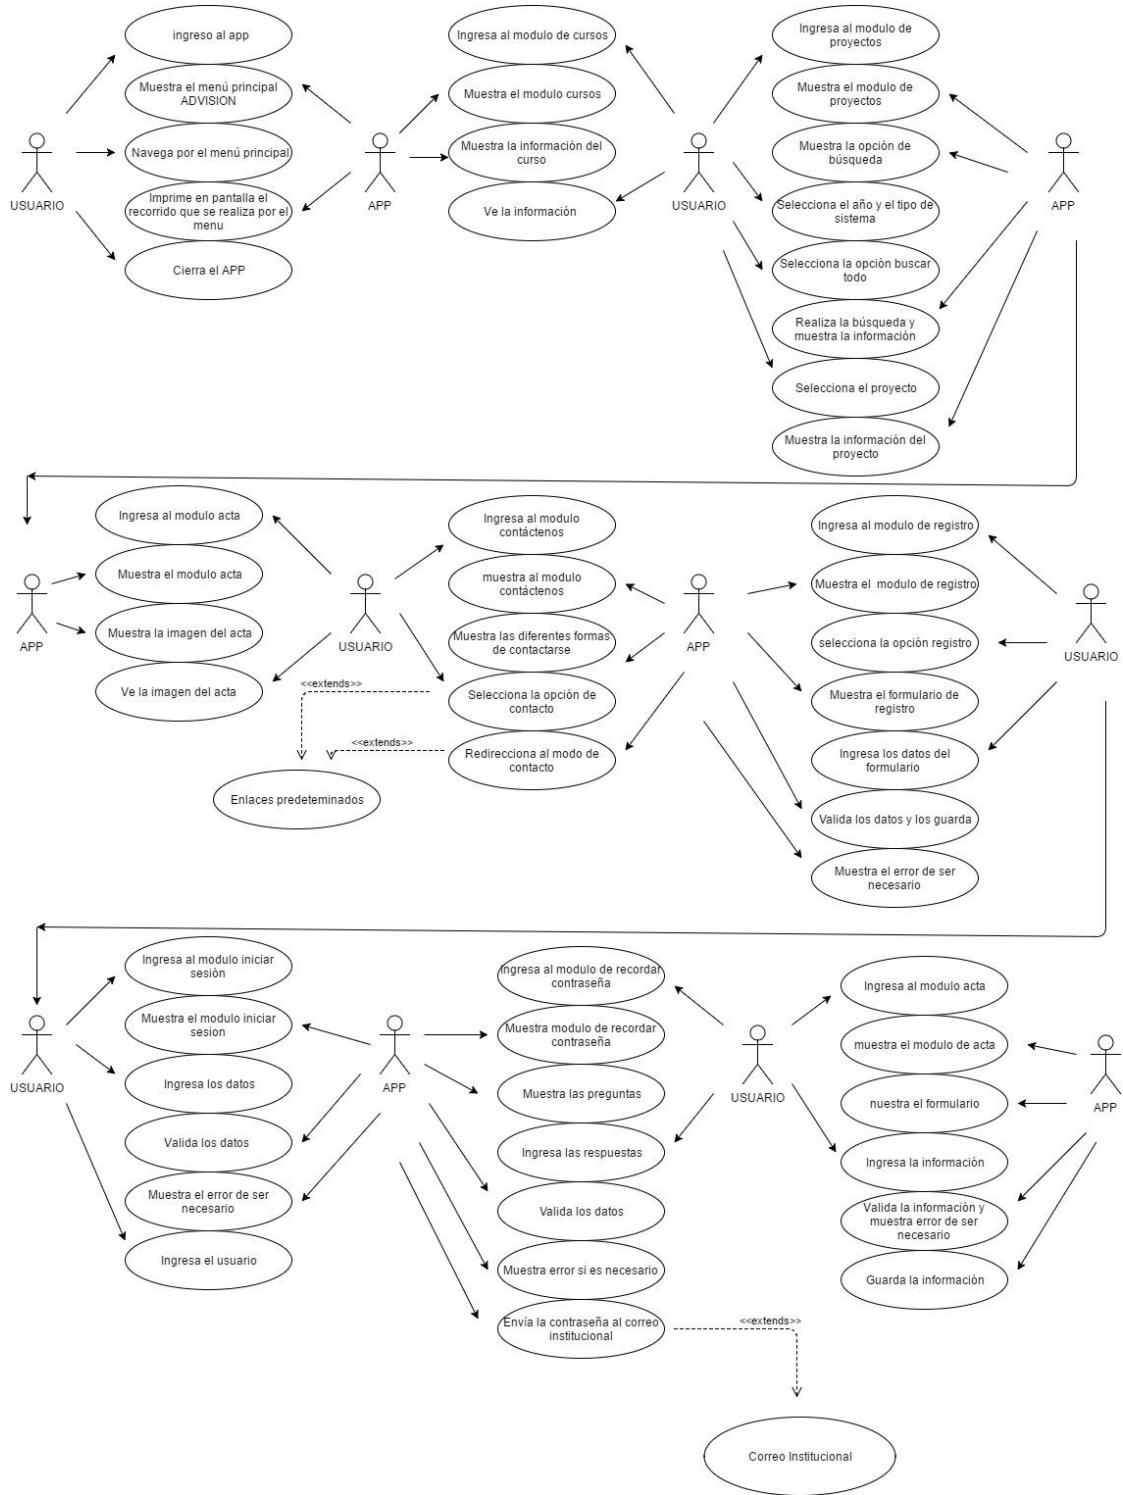 ingreso al app
Muestra el menú principal
ADVISION
Navega por el menú principal
Imprime en pantalla el
recorrido que se realiza por el
menu
Cierra el APP
USUARIO
APP
Ingresa al modulo de cursos
Muestra el modulo cursos
Muestra la información del
curso
Ve la información
USUARIO
Ingresa al modulo de
proyectos
Muestra el modulo de
proyectos
Muestra la opción de
búsqueda
Selecciona el año y el tipo de
sistema
Selecciona la opción buscar
todo
Realiza la búsqueda y
muestra la información
Selecciona el proyecto
Muestra la información del
proyecto
APP
APP
Ingresa al modulo acta
Muestra el modulo acta
Muestra la imagen del acta
Ve la imagen del acta
USUARIO
Ingresa al modulo
contáctenos
muestra al modulo
contáctenos
Muestra las diferentes formas
de contactarse
Selecciona la opción de
contacto
Redirecciona al modo de
contacto
<<extends>>
<<extends>>
Enlaces predeteminados
APP
Ingresa al modulo de registro
Muestra el modulo de registro
selecciona la opción registro
Muestra el formulario de
registro
Ingresa los datos del
formulario
Valida los datos y los guarda
Muestra el error de ser
necesario
USUARIO
USUARIO
Ingresa al modulo iniciar
sesión
Muestra el modulo iniciar
sesion
Ingresa los datos
Valida los datos
Muestra el error de ser
necesario
Ingresa el usuario
APP
Ingresa al modulo de recordar
contraseña
Muestra modulo de recordar
contraseña
Muestra las preguntas
Ingresa las respuestas
Valida los datos
Muestra error si es necesario
Envía la contraseña al correo
institucional
<<extends>>
Correo Institucional
USUARIO
Ingresa al modulo acta
muestra el modulo de acta
nuestra el formulario
Ingresa la información
Valida la información y
muestra error de ser
necesario
Guarda la información
APP